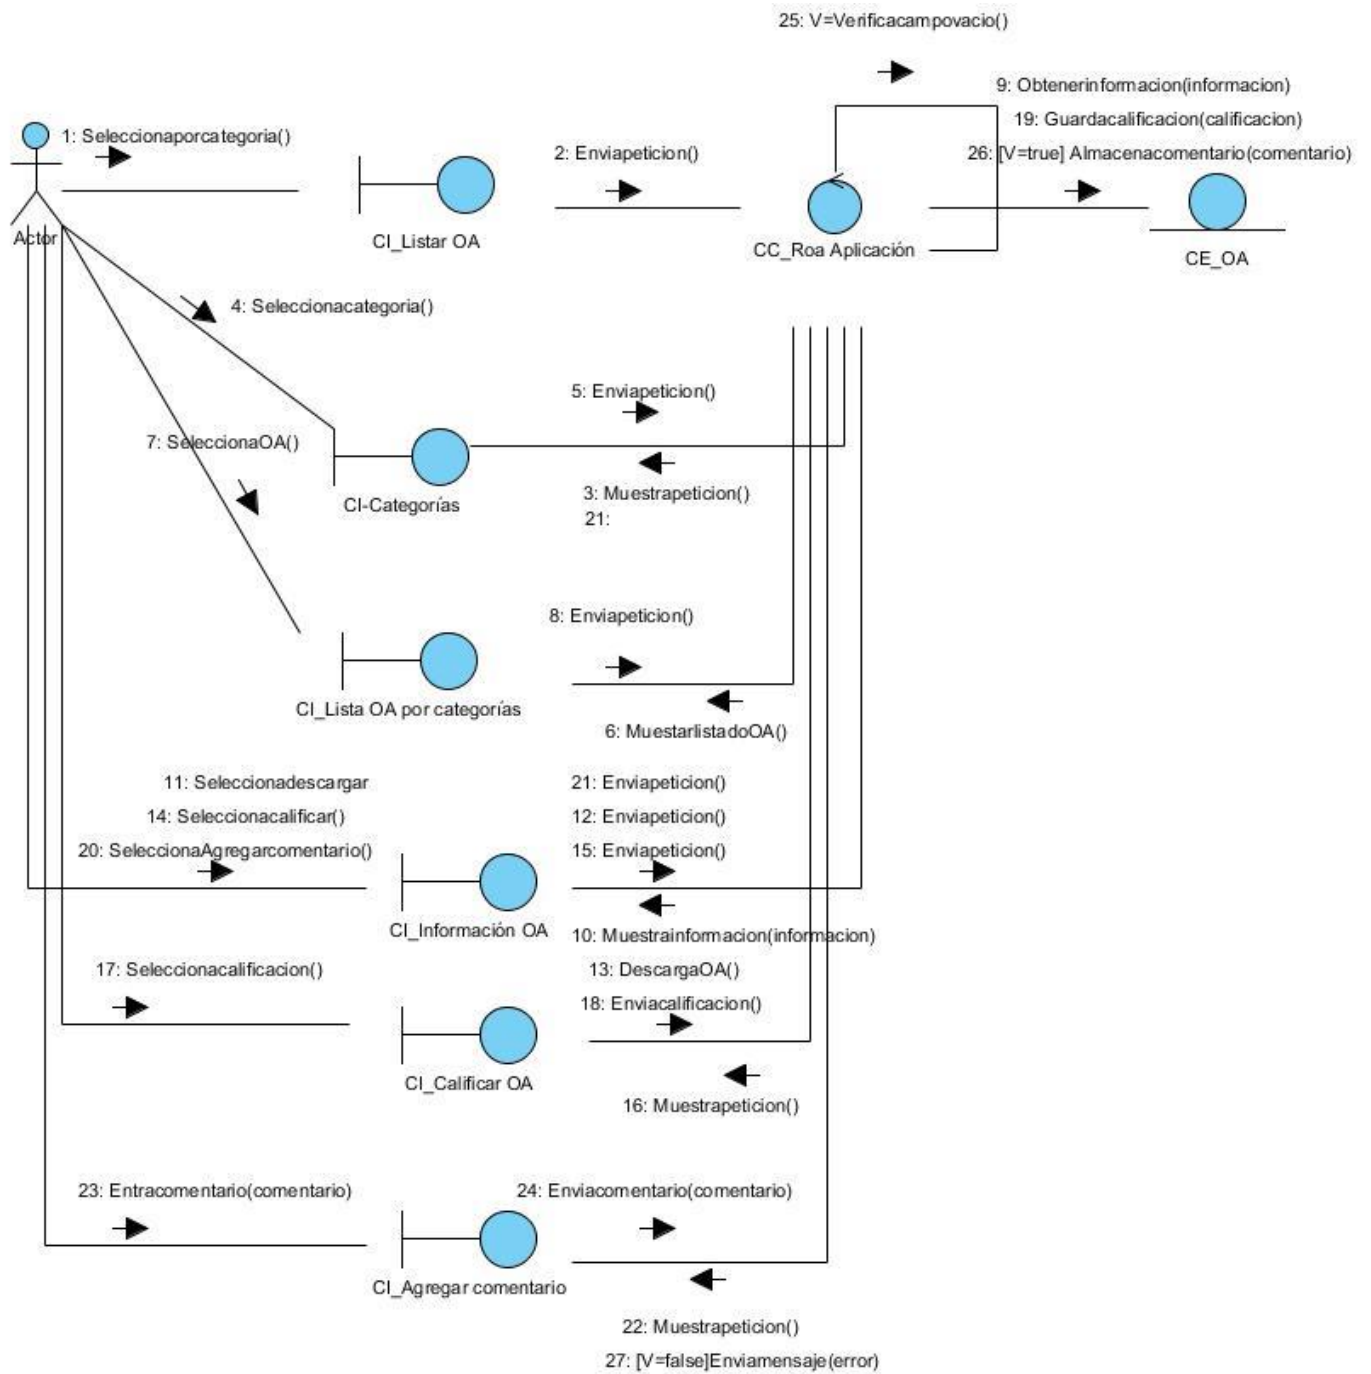 25: V=Verificacampovacio()
9: Obtenerinformacion(informacion)
19: Guardacalificacion(calificacion)
26: [V=true] Almacenacomentario(comentario)
1: Seleccionaporcategoria()
2: Enviapeticion()
Actor
CI_Listar OA
CC_Roa Aplicación
CE_OA
4: Seleccionacategoria()
5: Enviapeticion()
7: SeleccionaOA()
3: Muestrapeticion()
21:
CI-Categorías
8: Enviapeticion()
CI_Lista OA por categorías
6: MuestarlistadoOA()
11: Seleccionadescargar
14: Seleccionacalificar()
20: SeleccionaAgregarcomentario()
21: Enviapeticion()
12: Enviapeticion()
15: Enviapeticion()
CI_Información OA
10: Muestrainformacion(informacion)
13: DescargaOA()
17: Seleccionacalificacion()
18: Enviacalificacion()
CI_Calificar OA
16: Muestrapeticion()
23: Entracomentario(comentario)
24: Enviacomentario(comentario)
CI_Agregar comentario
22: Muestrapeticion()
27: [V=false]Enviamensaje(error)